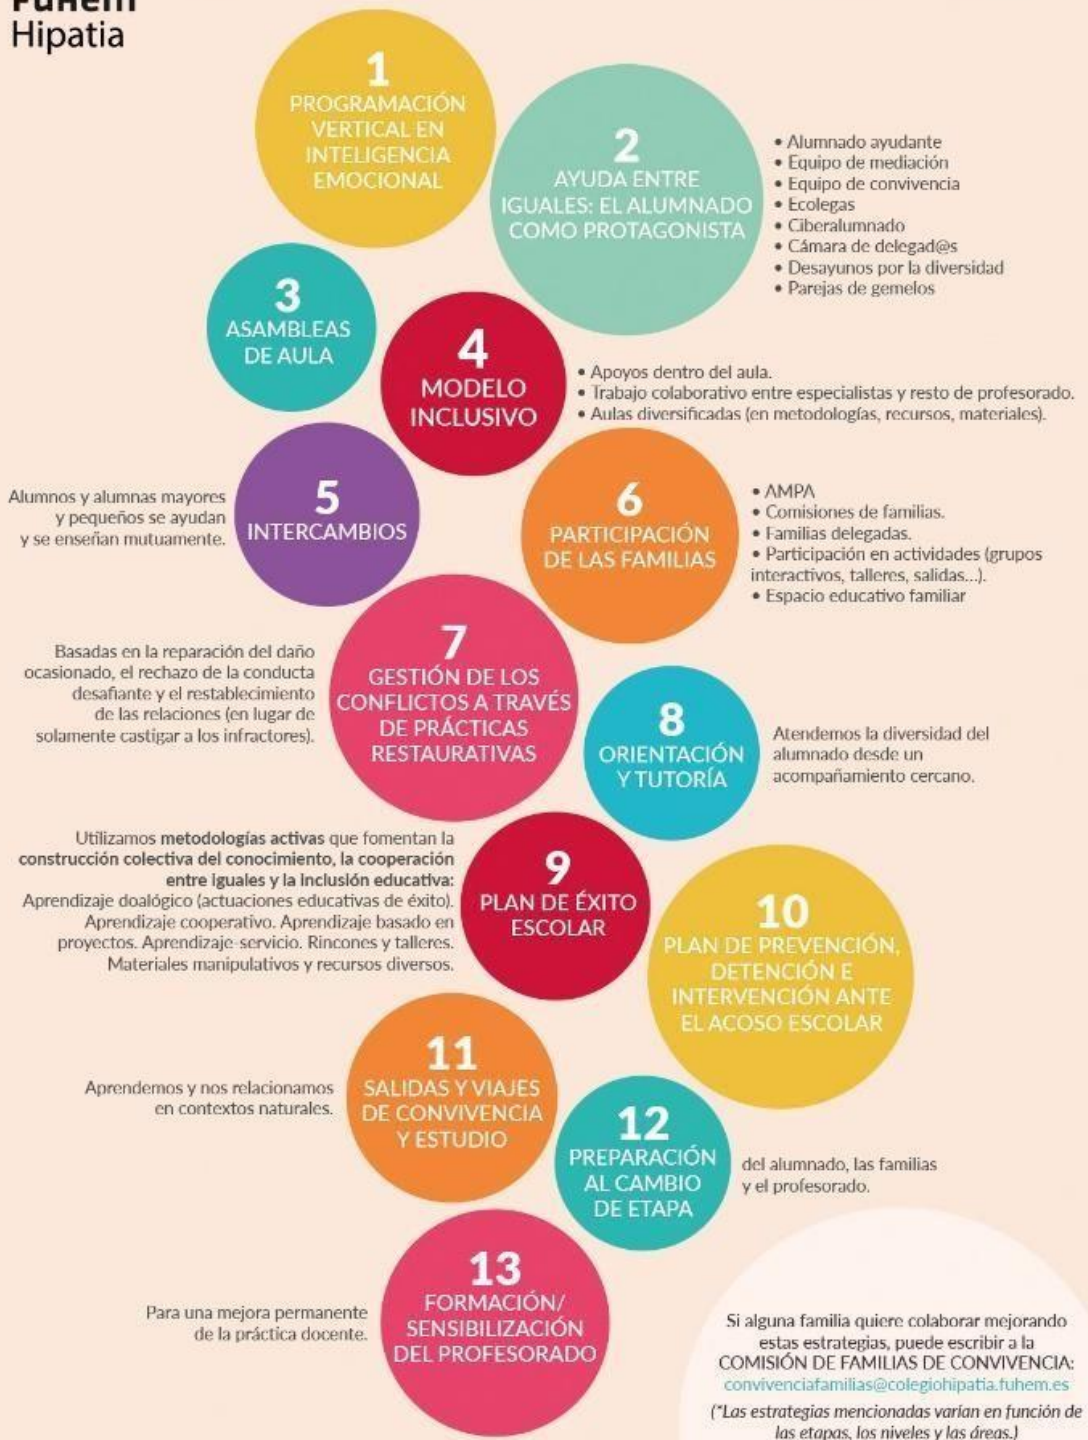 FuHem
Hipatia
1
PROGRAMACIÓN
VERTICAL EN
INTELIGENCIA
EMOCIONAL
2
AYUDA ENTRE
IGUALES: EL ALUMNADO
COMO PROTAGONISTA
• Alumnado ayudante
• Equipo de mediación
• Equipo de convivencia
• Ecolegas
• Ciberalumnado
• Cámara de delegad@s
• Desayunos por la diversidad
• Parejas de gemelos
3
ASAMBLEAS
DE AULA
4
MODELO
INCLUSIVO
• Apoyos dentro del aula.
• Trabajo colaborativo entre especialistas y resto de profesorado.
• Aulas diversificadas (en metodologías, recursos, materiales).
5
INTERCAMBIOS
Alumnos y alumnas mayores
y pequeños se ayudan
y se enseñan mutuamente.
6
PARTICIPACIÓN
DE LAS FAMILIAS
• AMPA
• Comisiones de familias.
• Familias delegadas.
• Participación en actividades (grupos
interactivos, talleres, salidas...).
• Espacio educativo familiar
7
GESTIÓN DE LOS
CONFLICTOS A TRAVÉS
DE PRÁCTICAS
RESTAURATIVAS
Basadas en la reparación del daño
ocasionado, el rechazo de la conducta
desafiante y el restablecimiento
de las relaciones (en lugar de
solamente castigar a los infractores).
8
ORIENTACIÓN
Y TUTORÍA
Atendemos la diversidad del
alumnado desde un
acompañamiento cercano.
9
PLAN DE ÉXITO
ESCOLAR
Utilizamos metodologías activas que fomentan la
construcción colectiva del conocimiento, la cooperación
entre iguales y la inclusión educativa:
Aprendizaje doalógico (actuaciones educativas de éxito).
Aprendizaje cooperativo. Aprendizaje basado en
proyectos. Aprendizaje-servicio. Rincones y talleres.
Materiales manipulativos y recursos diversos.
10
PLAN DE PREVENCIÓN,
DETENCIÓN E
INTERVENCIÓN ANTE
EL ACOSO ESCOLAR
11
SALIDAS Y VIAJES
DE CONVIVENCIA
Y ESTUDIO
Aprendemos y nos relacionamos
en contextos naturales.
12
PREPARACIÓN
AL CAMBIO
DE ETAPA
del alumnado, las familias
y el profesorado.
13
FORMACIÓN/
SENSIBILIZACIÓN
DEL PROFESORADO
Para una mejora permanente
de la práctica docente.
Si alguna familia quiere colaborar mejorando
estas estrategias, puede escribir a la
COMISIÓN DE FAMILIAS DE CONVIVENCIA:
convivenciafamilias@colegiohipatia.fuhem.es
(*Las estrategias mencionadas varían en función de
las etapas, los niveles y las áreas.)